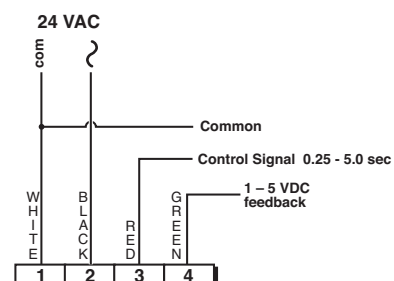 24 VAC
com
Common
Control Signal 0.25 - 5.0 sec
1 – 5 VDC
feedback
WHITE
BLACK
RED
GREEN
1 2 3 4